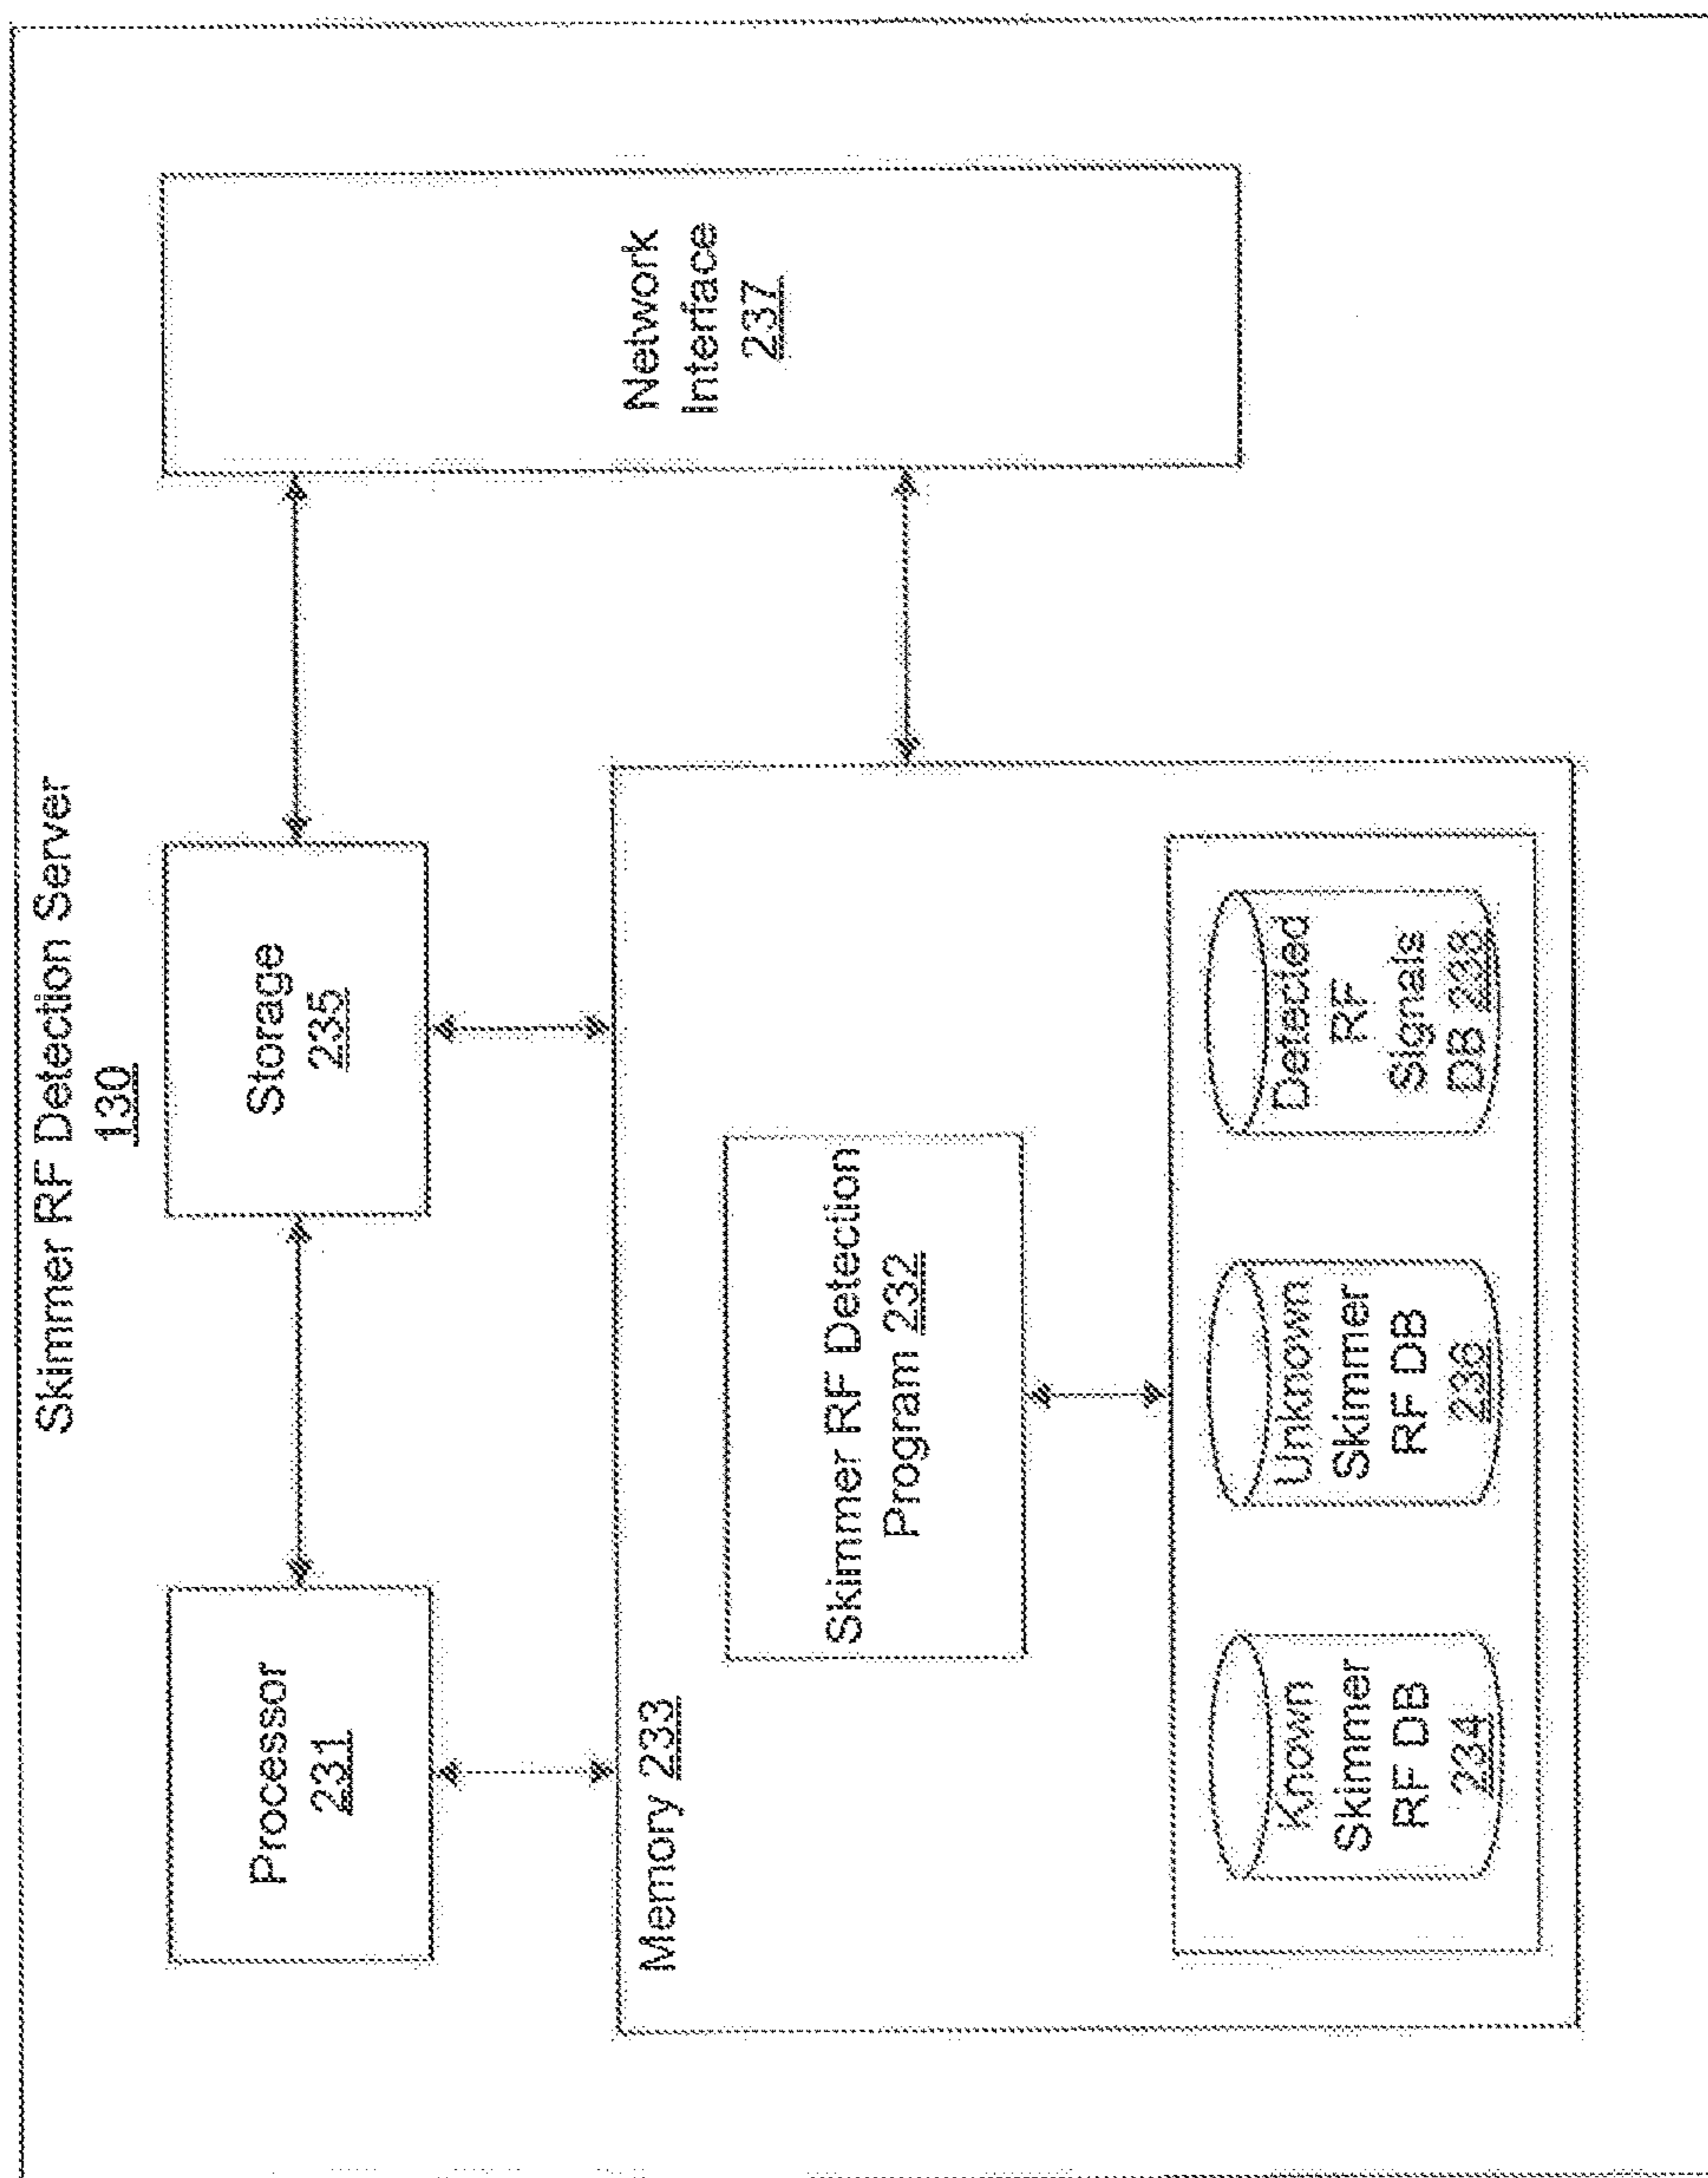 Skimmer RF Detection Server
130
Processor
231
Storage
235
Network
Interface
237
Memory 233
Skimmer RF Detection
Program 232
Known
Skimmer
RF DB
234
Unknown
Skimmer
RF DB
236
Detected
RF
Signals
DB 238